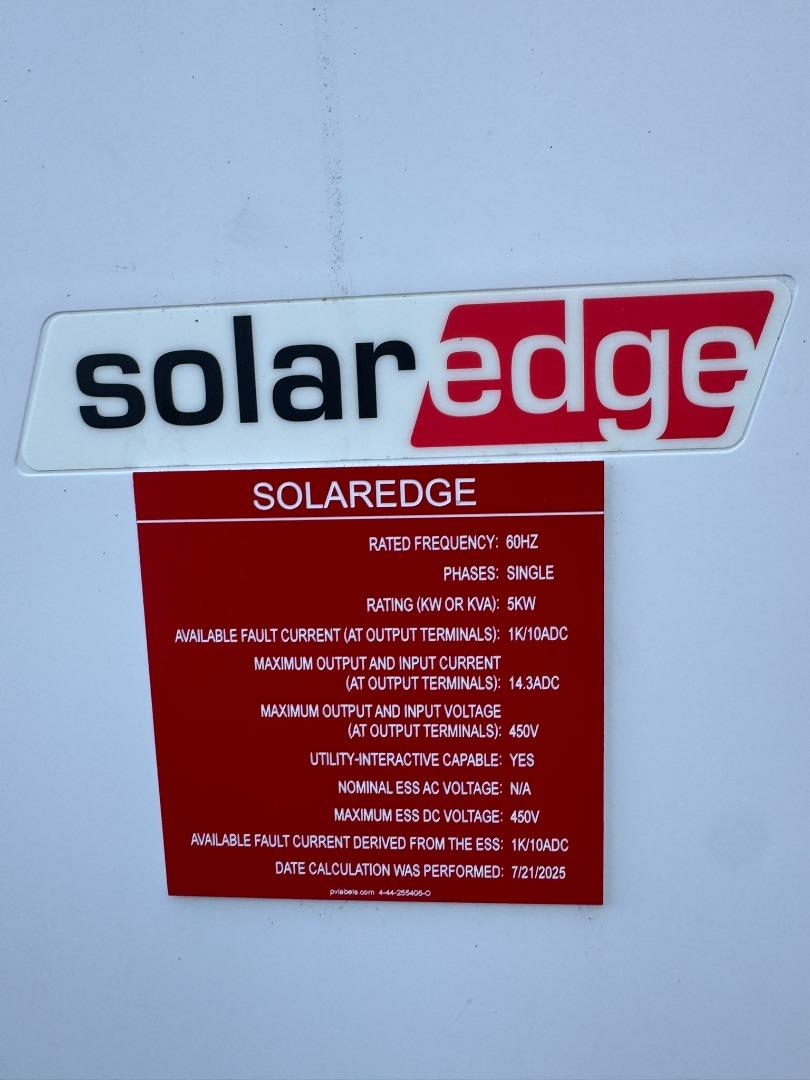 solaredge
SOLAREDGE
RATED FREQUENCY: 60HZ
PHASES: SINGLE
RATING (KW OR KVA): 5KW
AVAILABLE FAULT CURRENT (AT OUTPUT TERMINALS): 1K/10ADC
MAXIMUM OUTPUT AND INPUT CURRENT
(AT OUTPUT TERMINALS): 14.3ADC
MAXIMUM OUTPUT AND INPUT VOLTAGE
(AT OUTPUT TERMINALS): 450V
UTILITY-INTERACTIVE CAPABLE: YES
NOMINAL ESS AC VOLTAGE: N/A
MAXIMUM ESS DC VOLTAGE: 450V
AVAILABLE FAULT CURRENT DERIVED FROM THE ESS: 1K/10ADC
DATE CALCULATION WAS PERFORMED: 7/21/2025
pvlabels.com 4-44-255406-O